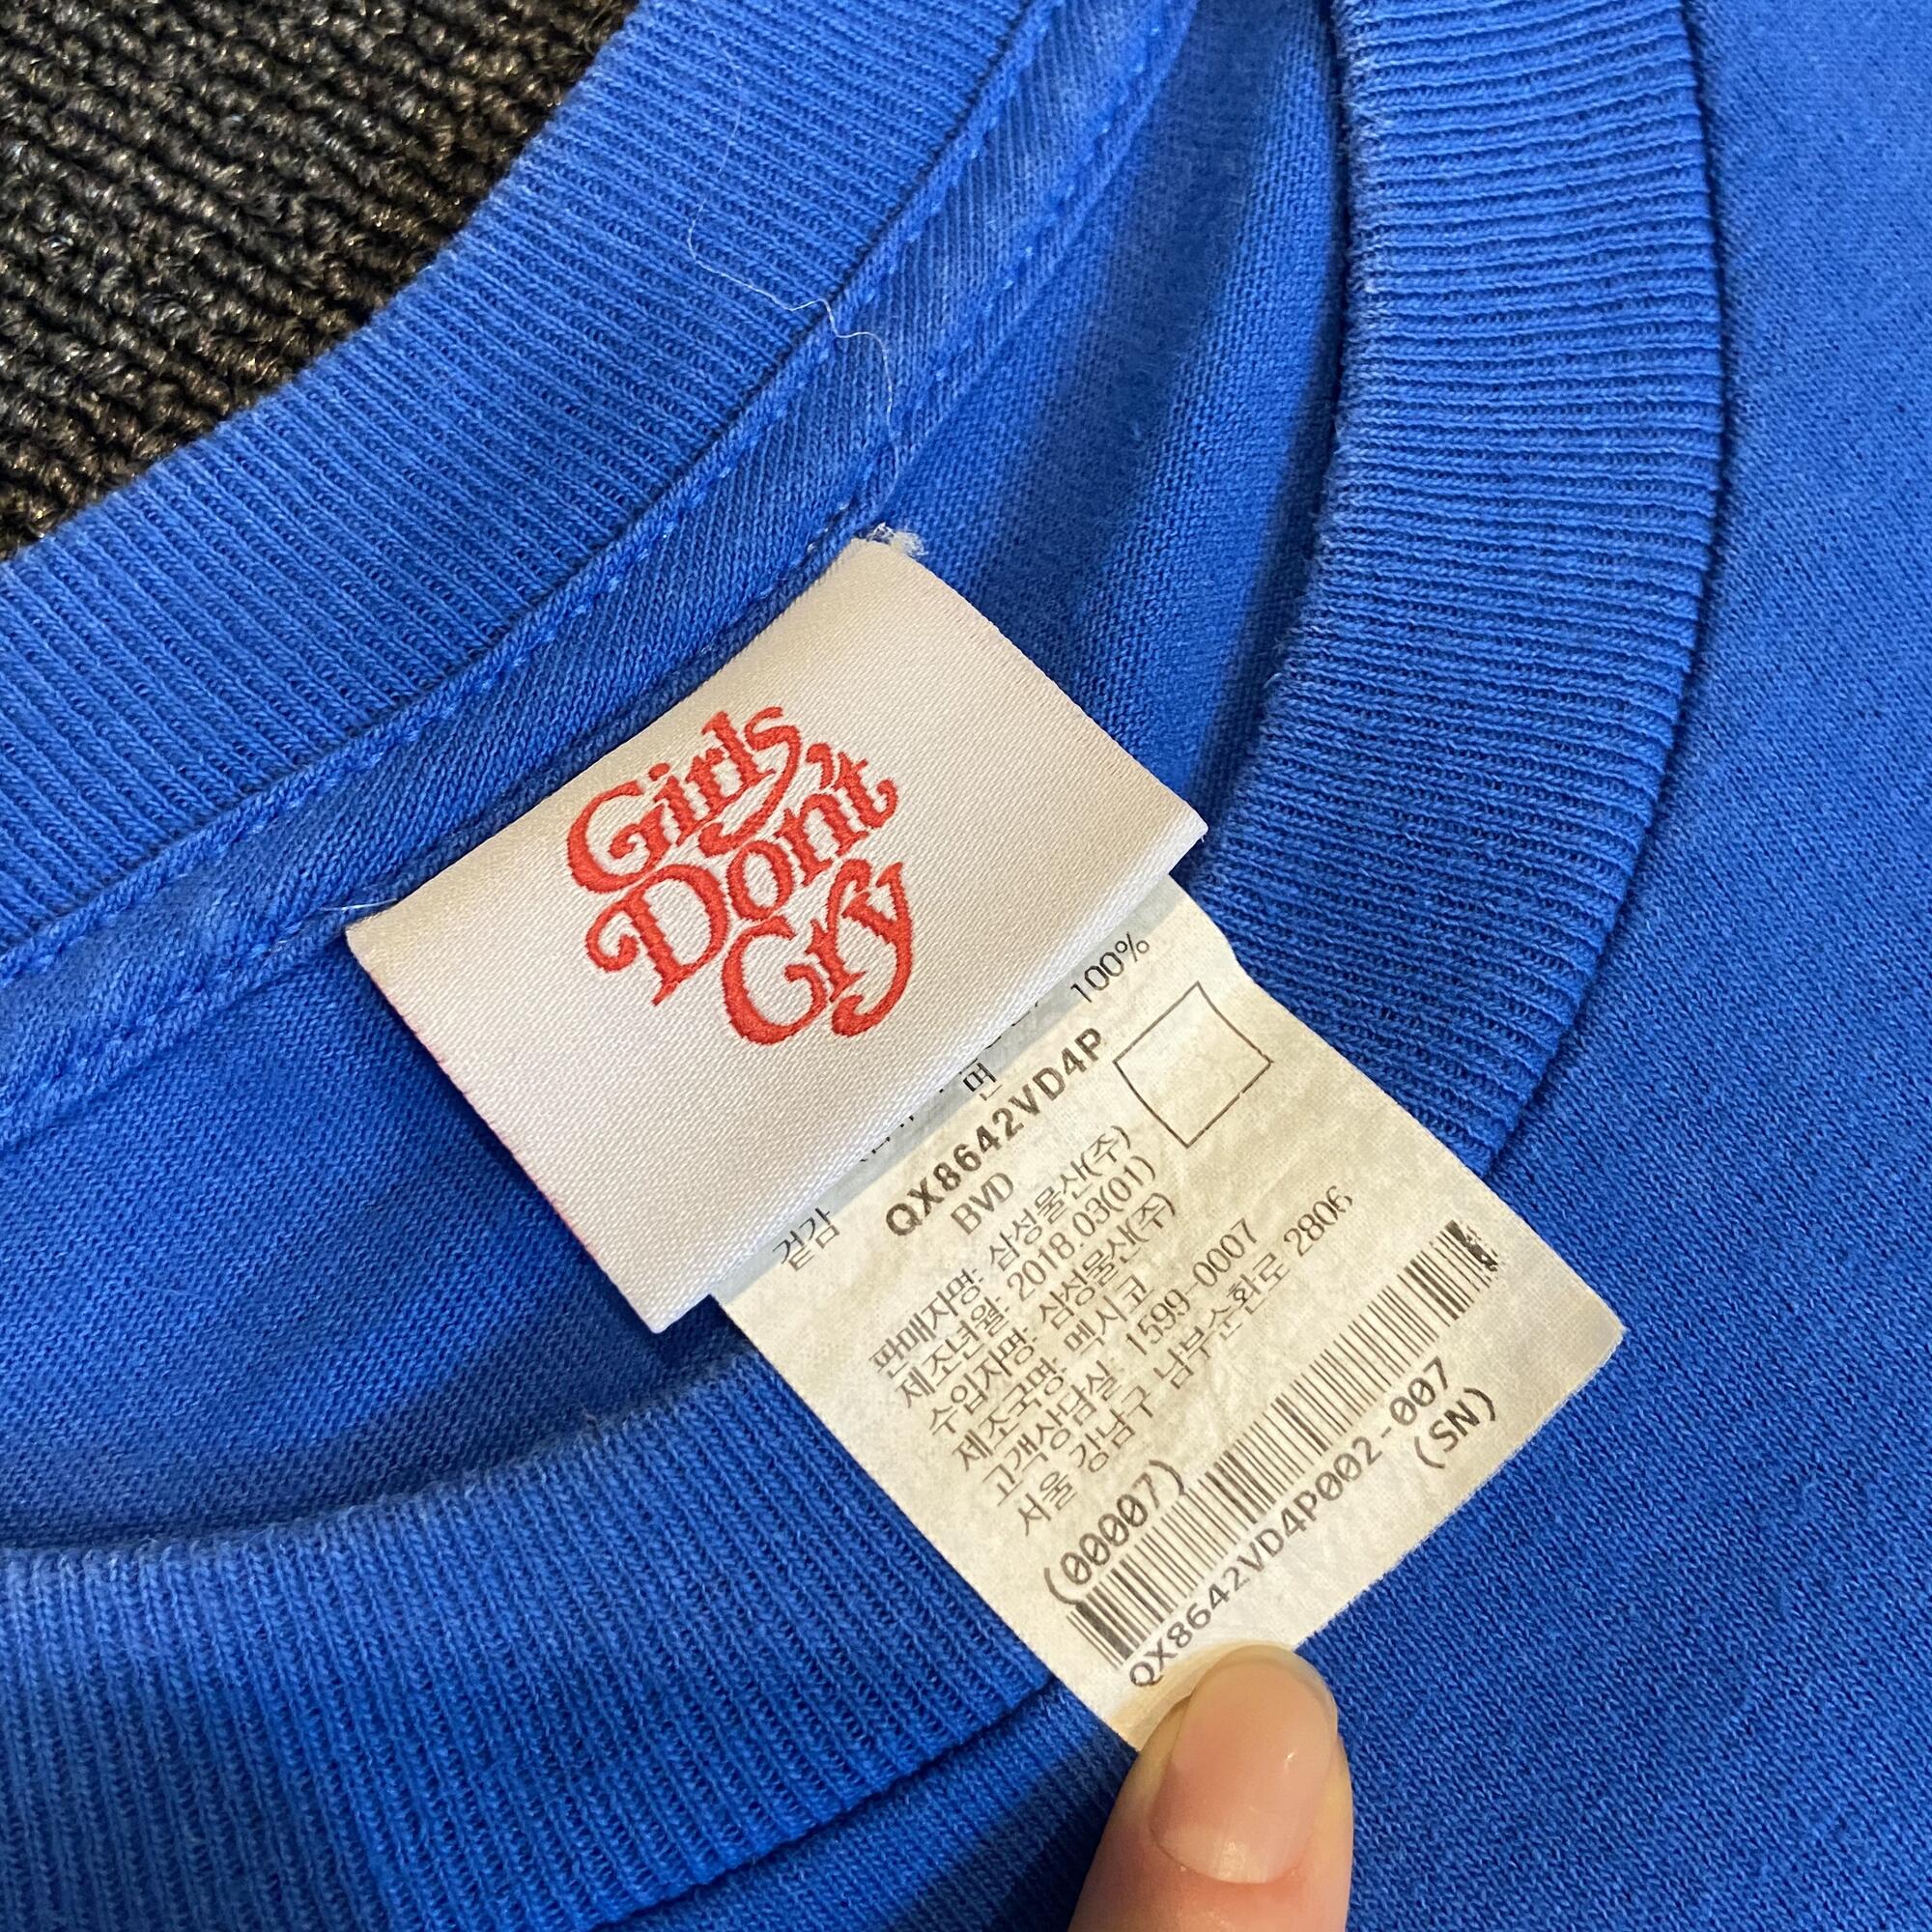 Girls
Don't
Cry
겉감
면
100%
QX8642VD4P
BVD
판매자명: 삼성물산(주)
제조년월: 2018.03(01)
수입자명: 삼성물산(주)
제조국명: 멕시코
고객상담실: 1599-0007
서울 강남구 남부순환로 2806
(00007)
QX8642VD4P002-007
(SN)